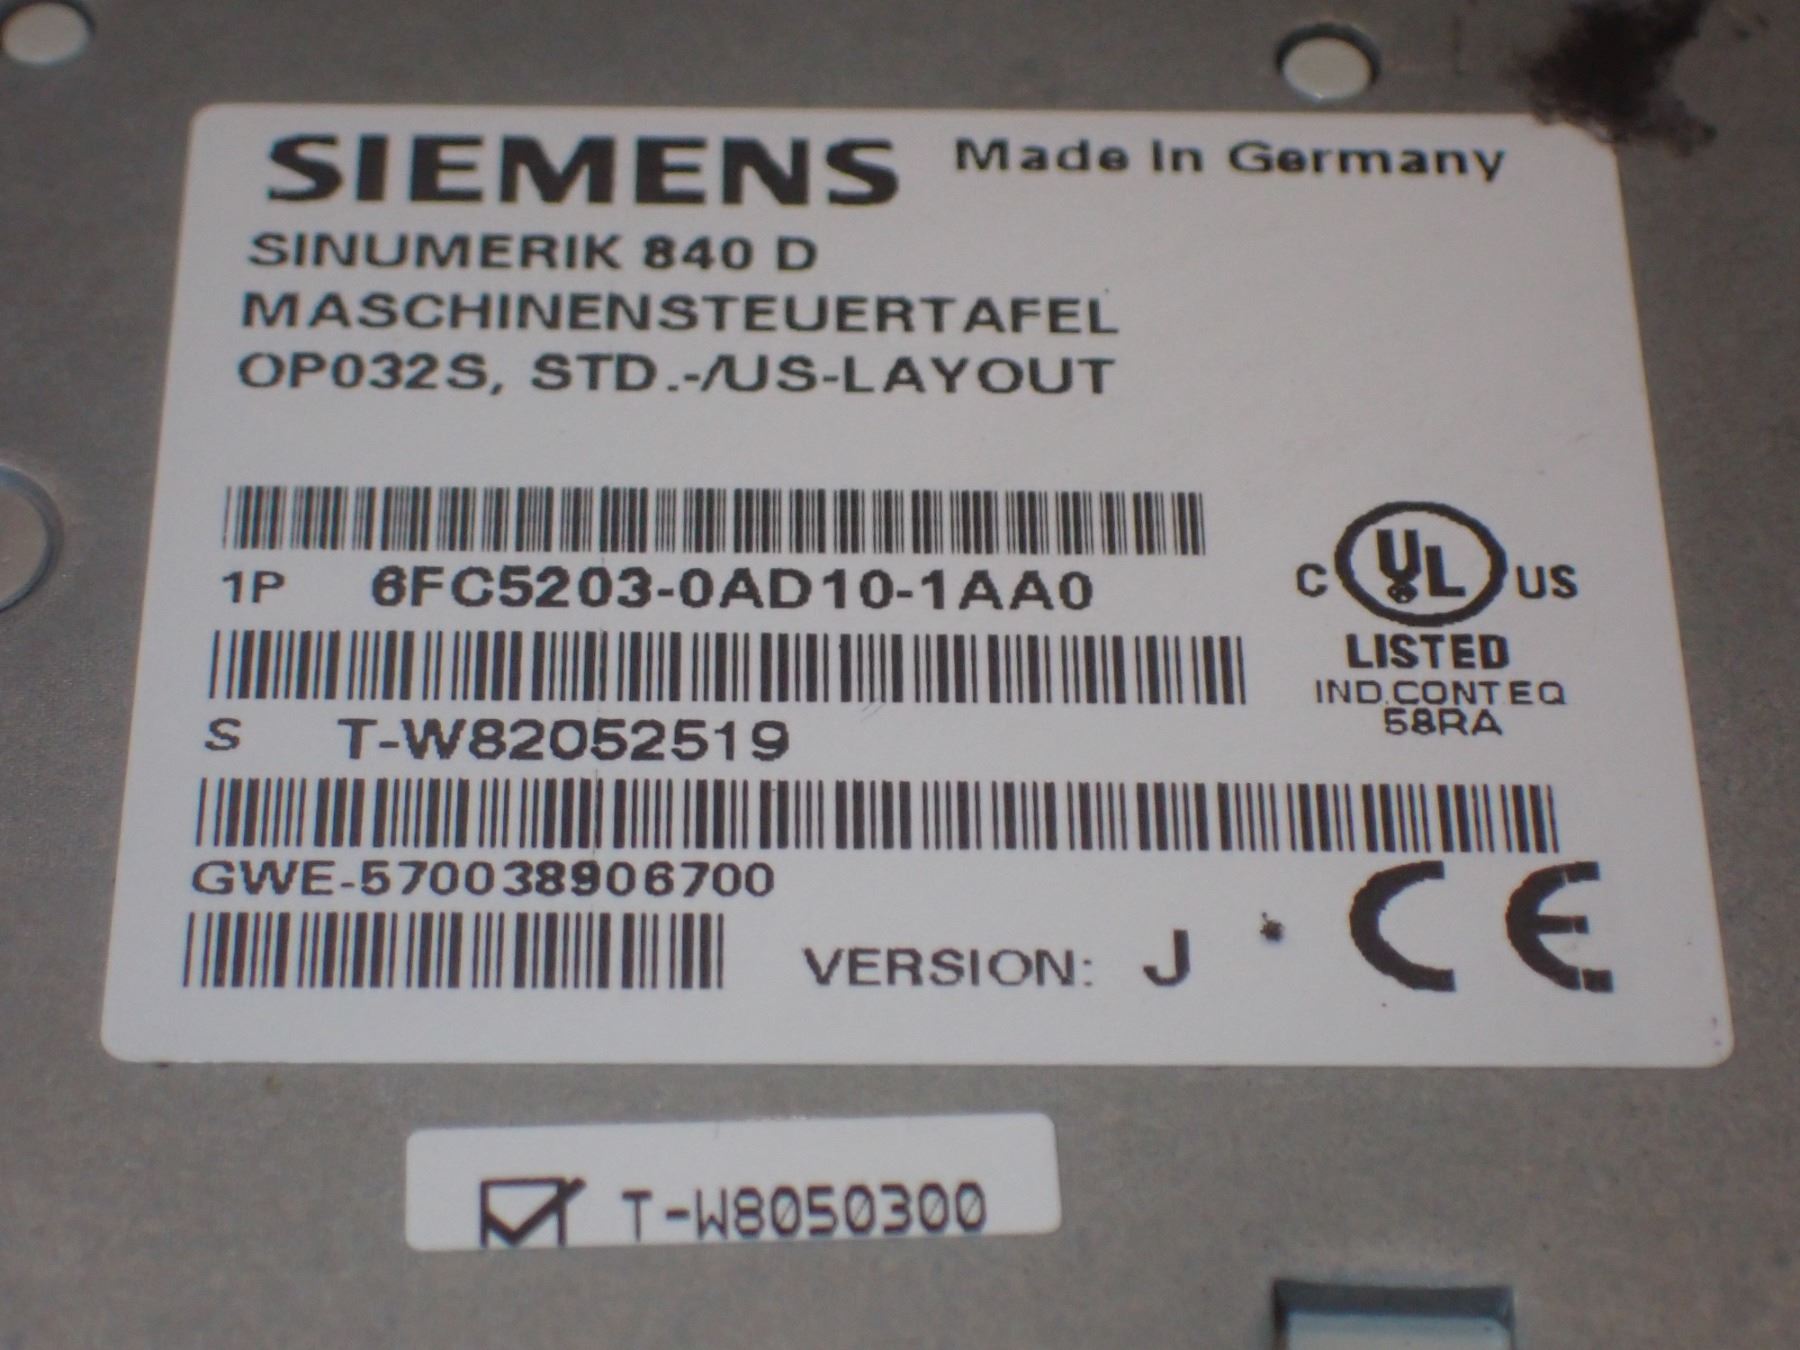 SIEMENS Made In Germany
SINUMERIK 840 D
MASCHINENSTEUERTAFEL
OP032S, STD.-/US-LAYOUT
1P 6FC5203-0AD10-1AA0
C UL US
LISTED
IND.CONT.EQ
58RA
S T-W82052519
GWE-570038906700
VERSION: J
CE
T-W8050300